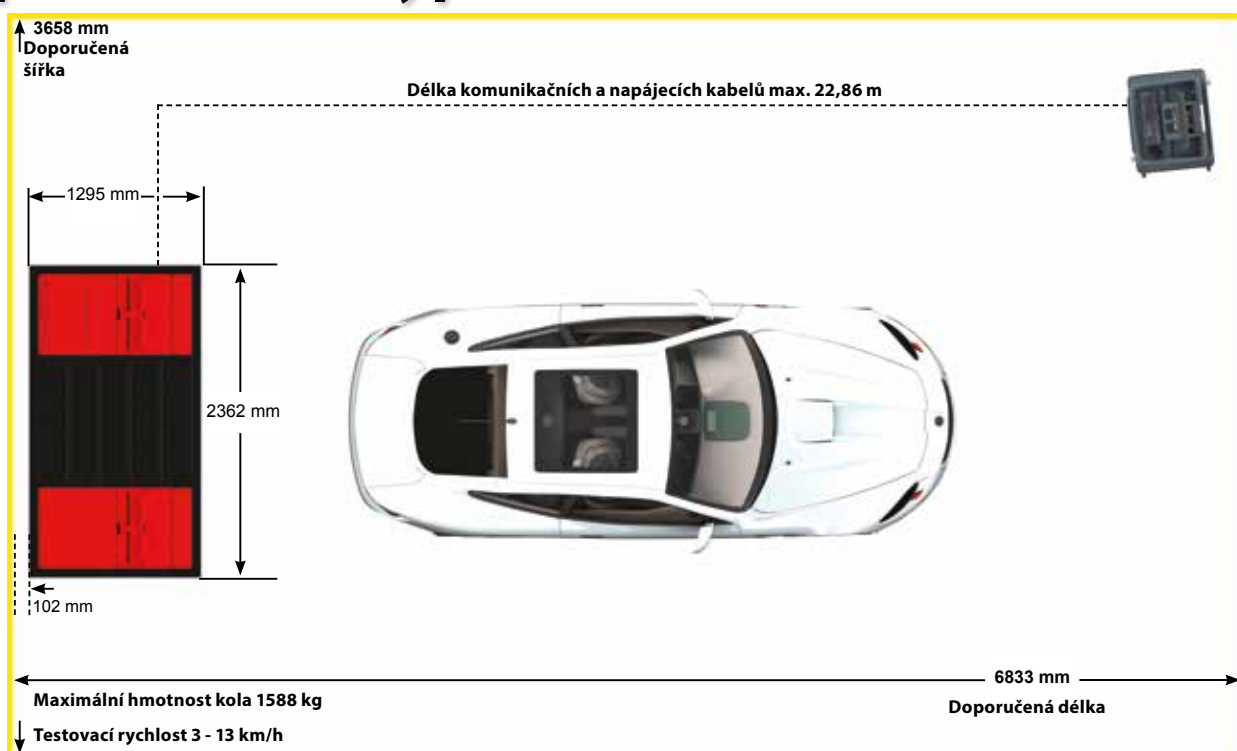 3658 mm
Doporučená
šířka
Délka komunikačních a napájecích kabelů max. 22,86 m
1295 mm
2362 mm
102 mm
6833 mm
Maximální hmotnost kola 1588 kg
Doporučená délka
Testovací rychlost 3 - 13 km/h